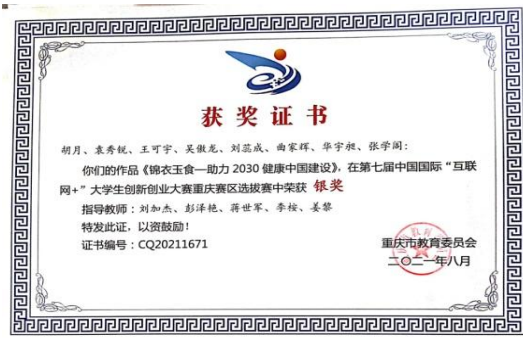 获奖证书
胡月、袁秀锐、王可宇、吴傲龙、刘蕊成、曲家辉、华宇昶、张学阔：
你们的作品《锦衣玉食—助力2030健康中国建设》，在第七届中国国际“互联
网+”大学生创新创业大赛重庆赛区选拔赛中荣获 银奖
指导教师：刘加杰、彭泽艳、蒋世军、李桉、姜黎
特发此证，以资鼓励！
证书编号：CQ20211671
重庆市教育委员会
二〇二一年八月